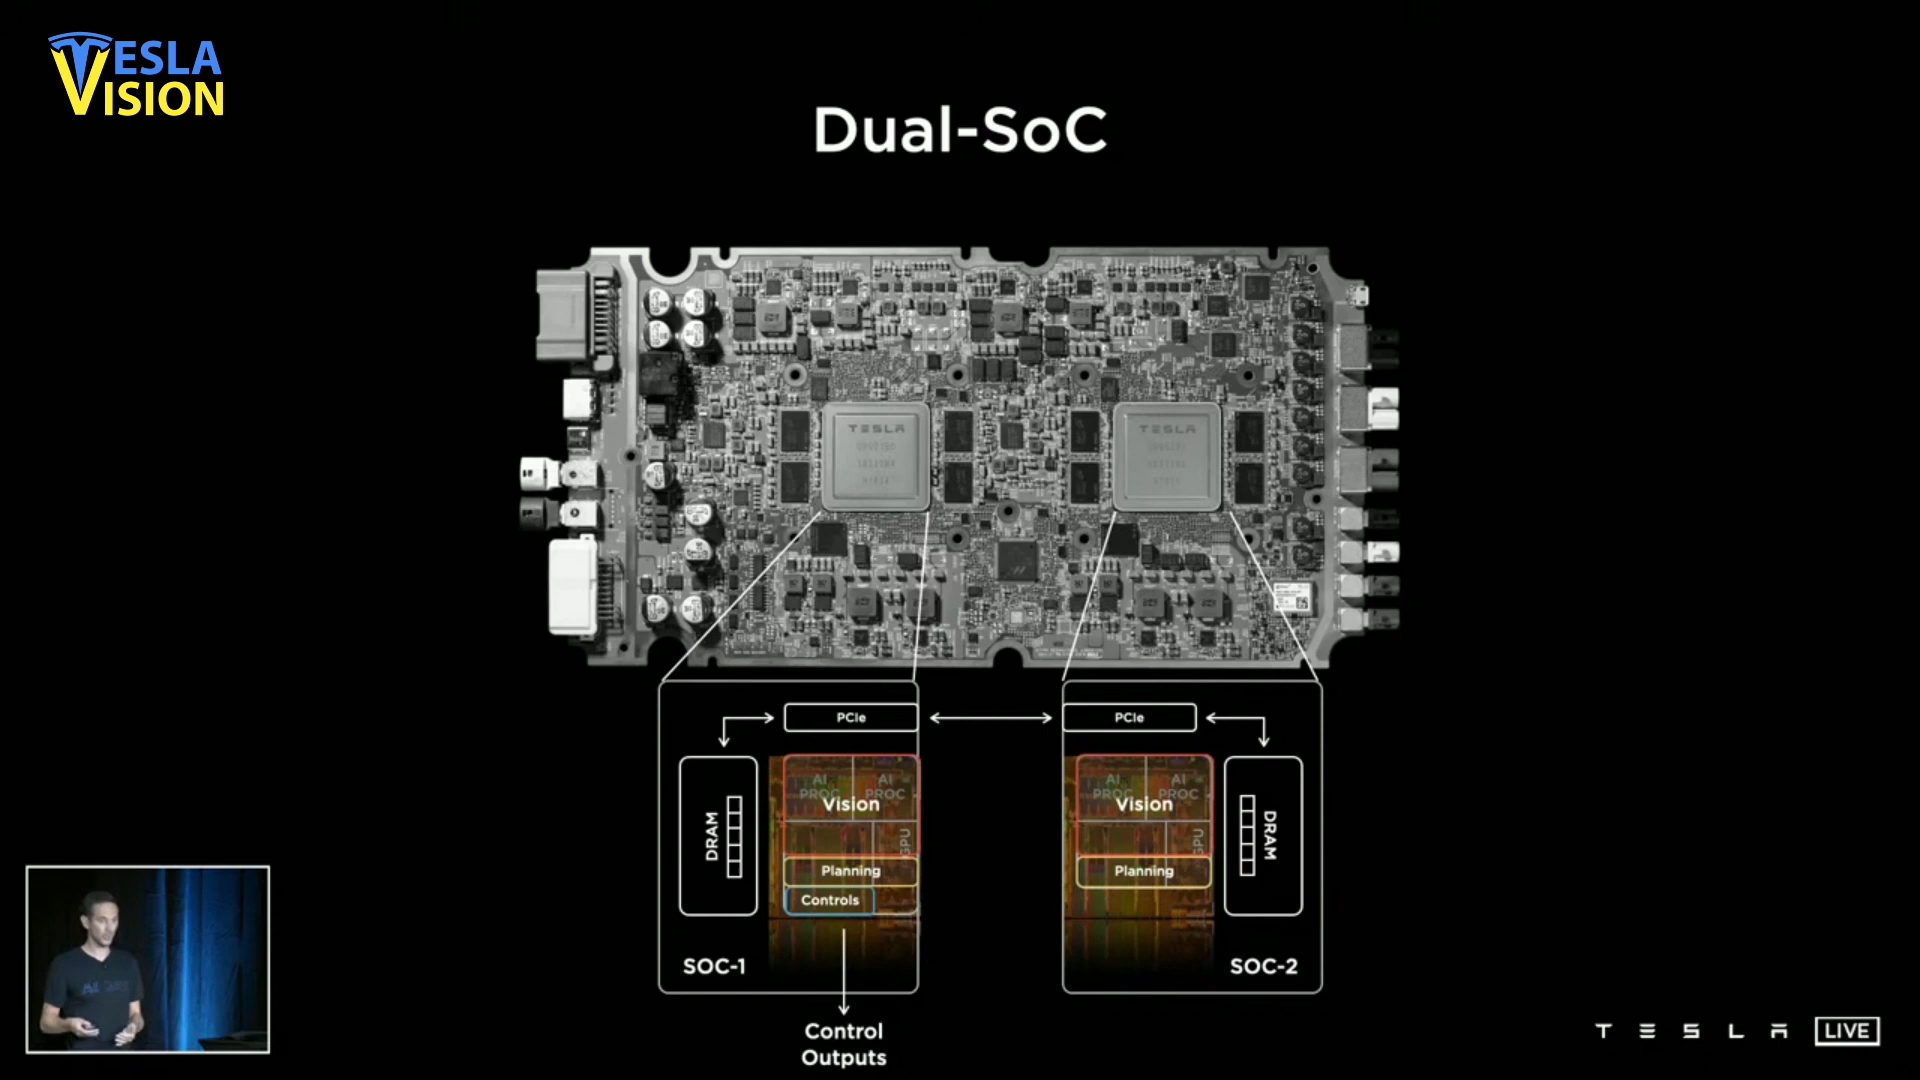 TESLA
VISION
Dual-SoC
TESLA
TESLA
PCIe
PCIe
AI PROC
AI PROC
Vision
GPU
DRAM
Planning
Controls
SOC-1
AI PROC
AI PROC
Vision
GPU
DRAM
Planning
SOC-2
Control
Outputs
TESLA LIVE